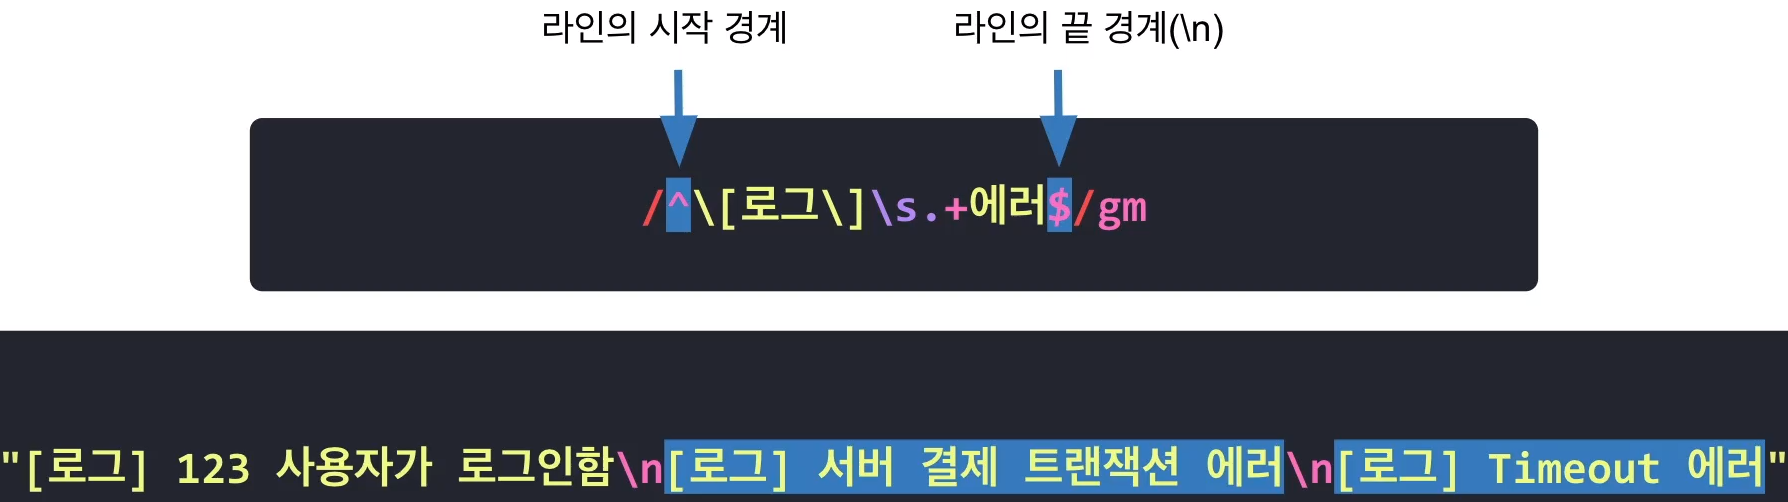 라인의 시작 경계 라인의 끝 경계(\n)
/^\[로그\]\s.+에러$/gm
"[로그] 123 사용자가 로그인함\n[로그] 서버 결제 트랜잭션 에러\n[로그] Timeout 에러"